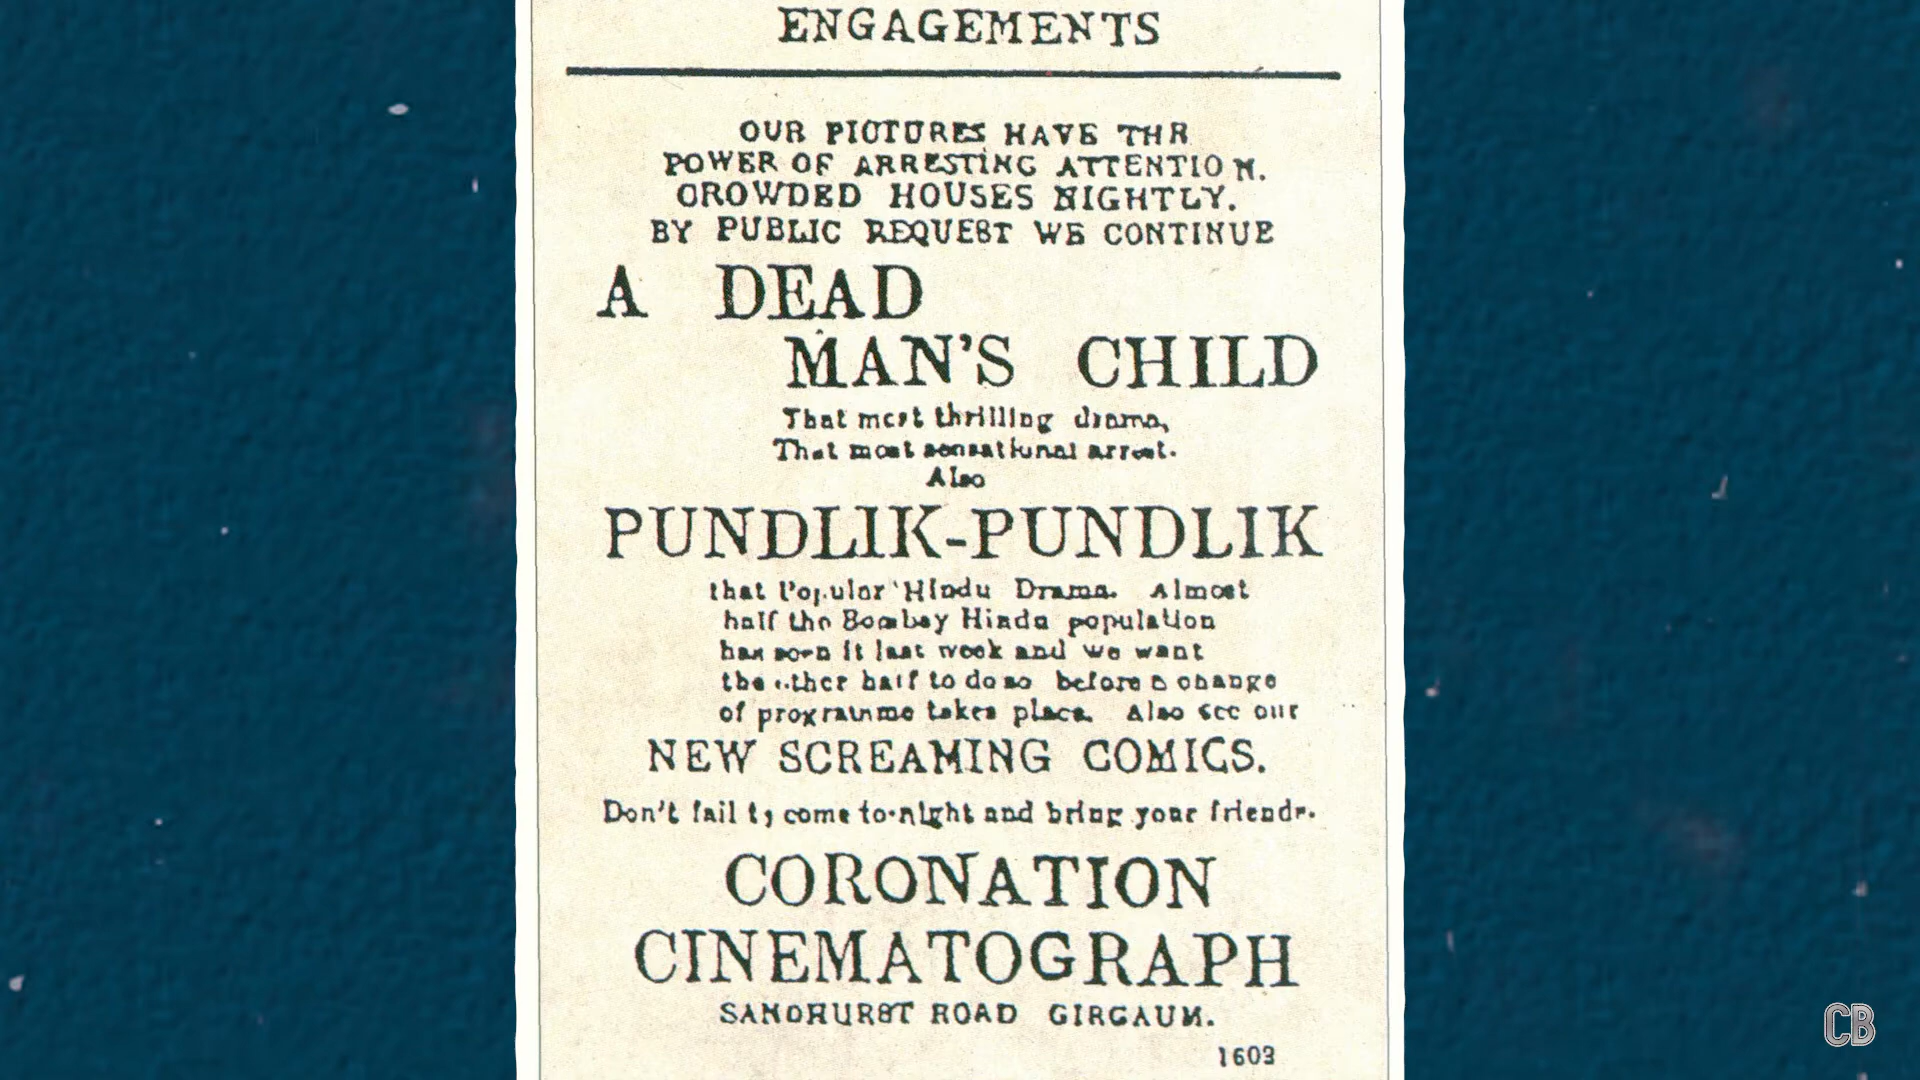 ENGAGEMENTS
OUR PICTURES HAVE THR
POWER OF ARRESTING ATTENTION.
CROWDED HOUSES NIGHTLY.
BY PUBLIC REQUEST WE CONTINUE
A DEAD
MAN'S CHILD
That most thrilling drama,
That most sensational arrest.
Also
PUNDLIK-PUNDLIK
that Popular Hindu Drama. Almost
half the Bombay Hindu population
has seen it last week and we want
the other half to do so before a change
of programme takes place. Also see our
NEW SCREAMING COMICS.
Don't fail to come to-night and bring your friends.
CORONATION
CINEMATOGRAPH
SANDHURST ROAD GIRGAUM.
1603
CB